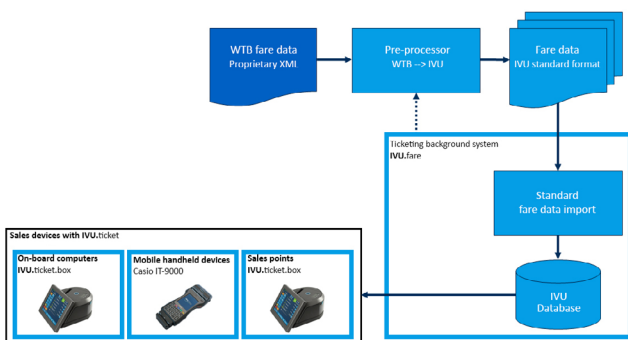 WTB fare data
Proprietary XML
Pre-processor
WTB --> IVU
Fare data
IVU standard format
Ticketing background system
IVU.fare
Standard
fare data import
Sales devices with IVU.ticket
On-board computers
IVU.ticket.box
Mobile handheld devices
Casio IT-9000
Sales points
IVU.ticket.box
IVU
Database